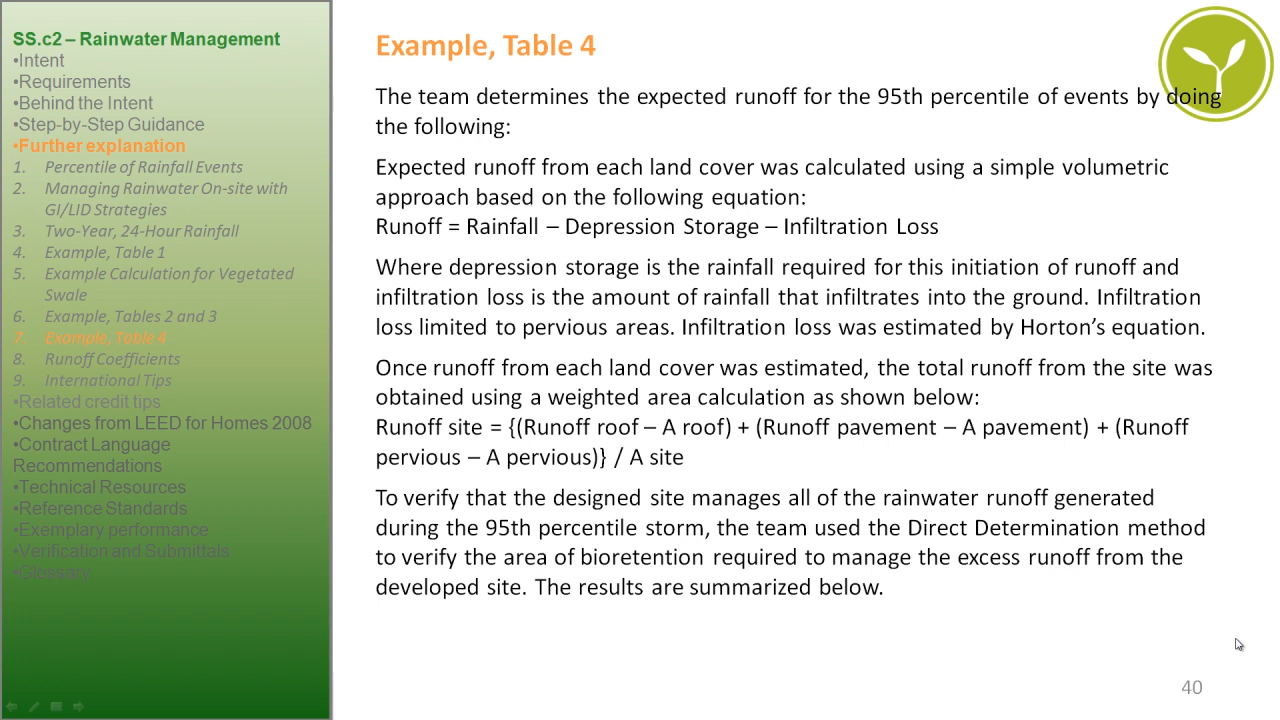 SS.c2 – Rainwater Management
•Intent
•Requirements
•Behind the Intent
•Step-by-Step Guidance
•Further explanation
1. Percentile of Rainfall Events
2. Managing Rainwater On-site with
GI/LID Strategies
3. Two-Year, 24-Hour Rainfall
4. Example, Table 1
5. Example Calculation for Vegetated
Swale
6. Example, Tables 2 and 3
7. Example, Table 4
8. Runoff Coefficients
9. International Tips
•Related credit tips
•Changes from LEED for Homes 2008
•Contract Language
Recommendations
•Technical Resources
•Reference Standards
•Exemplary performance
•Verification and Submittals
•Glossary
Example, Table 4
The team determines the expected runoff for the 95th percentile of events by doing
the following:
Expected runoff from each land cover was calculated using a simple volumetric
approach based on the following equation:
Runoff = Rainfall – Depression Storage – Infiltration Loss
Where depression storage is the rainfall required for this initiation of runoff and
infiltration loss is the amount of rainfall that infiltrates into the ground. Infiltration
loss limited to pervious areas. Infiltration loss was estimated by Horton’s equation.
Once runoff from each land cover was estimated, the total runoff from the site was
obtained using a weighted area calculation as shown below:
Runoff site = {(Runoff roof – A roof) + (Runoff pavement – A pavement) + (Runoff
pervious – A pervious)} / A site
To verify that the designed site manages all of the rainwater runoff generated
during the 95th percentile storm, the team used the Direct Determination method
to verify the area of bioretention required to manage the excess runoff from the
developed site. The results are summarized below.
40